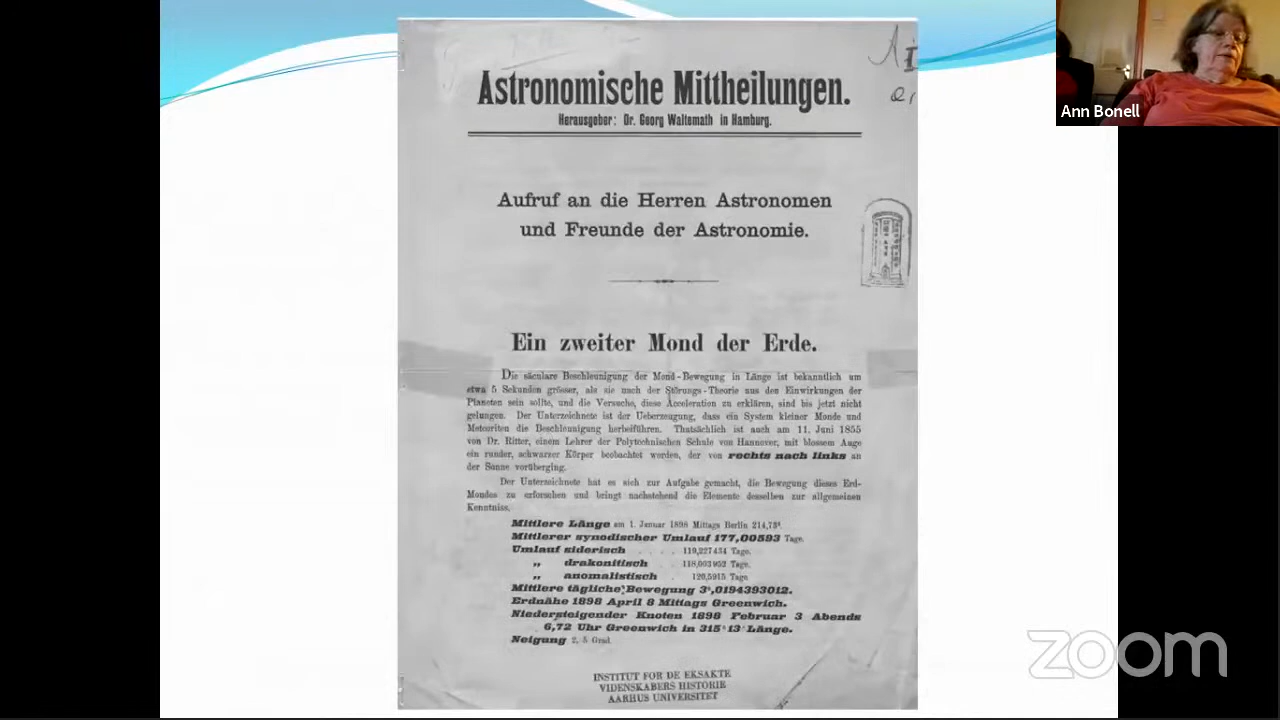 Astronomische Mittheilungen.
Herausgeber: Dr. Georg Waltemath in Hamburg.
Aufruf an die Herren Astronomen
und Freunde der Astronomie.
Ein zweiter Mond der Erde.
Die säculare Beschleunigung der Mond-Bewegung in Länge ist bekanntlich um
etwa 5 Sekunden grösser, als sie nach der Störungs-Theorie aus den Einwirkungen der
Planeten sein sollte, und die Versuche, diese Acceleration zu erklären, sind bis jetzt nicht
gelungen. Der Unterzeichnete ist der Ueberzeugung, dass ein System kleiner Monde und
Meteoriten die Beschleunigung herbeiführen. Thatsächlich ist auch am 11. Juni 1855
von Dr. Ritter, einem Lehrer der Polytechnischen Schule von Hannover, mit blossem Auge
ein runder, schwarzer Körper beobachtet worden, der von rechts nach links an
der Sonne vorüberging.
Der Unterzeichnete hat es sich zur Aufgabe gemacht, die Bewegung dieses Erd-
Mondes zu erforschen und bringt nachstehend die Elemente desselben zur allgemeinen
Kenntniss.
Mittlere Länge am 1. Januar 1898 Mittags Berlin 214,73°.
Mittlerer synodischer Umlauf 177,00593 Tage.
Umlauf siderisch . . . . 119,227434 Tage.
„ drakonitisch . . 118,003952 Tage.
„ anomalistisch . 120,5915 Tage
Mittlere tägliche Bewegung 3°,0194393012.
Erdnähe 1898 April 8 Mittags Greenwich.
Niedersteigender Knoten 1898 Februar 3 Abends
6,72 Uhr Greenwich in 315° 13' Länge.
Neigung 2, 5 Grad.
INSTITUT FOR DE EKSAKTE
VIDENSKABERS HISTORIE
AARHUS UNIVERSITET
Ann Bonell
zoom